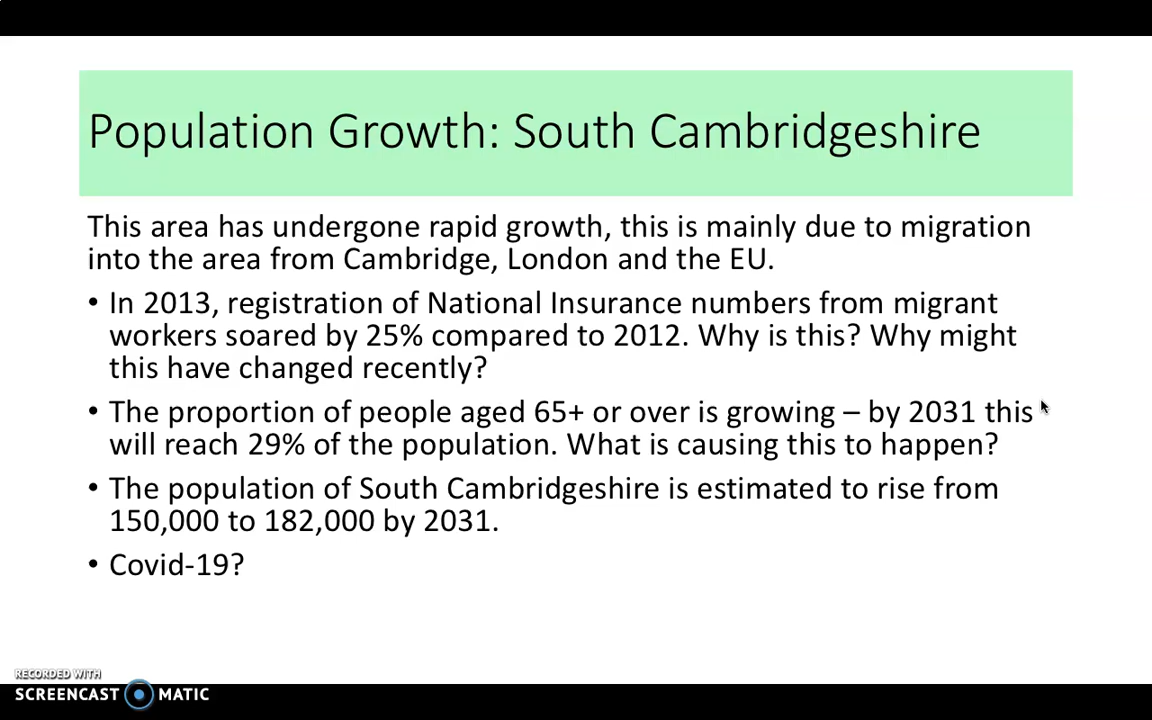 Population Growth: South Cambridgeshire
This area has undergone rapid growth, this is mainly due to migration
into the area from Cambridge, London and the EU.
• In 2013, registration of National Insurance numbers from migrant
workers soared by 25% compared to 2012. Why is this? Why might
this have changed recently?
• The proportion of people aged 65+ or over is growing – by 2031 this
will reach 29% of the population. What is causing this to happen?
• The population of South Cambridgeshire is estimated to rise from
150,000 to 182,000 by 2031.
• Covid-19?
RECORDED WITH
SCREENCAST MATIC